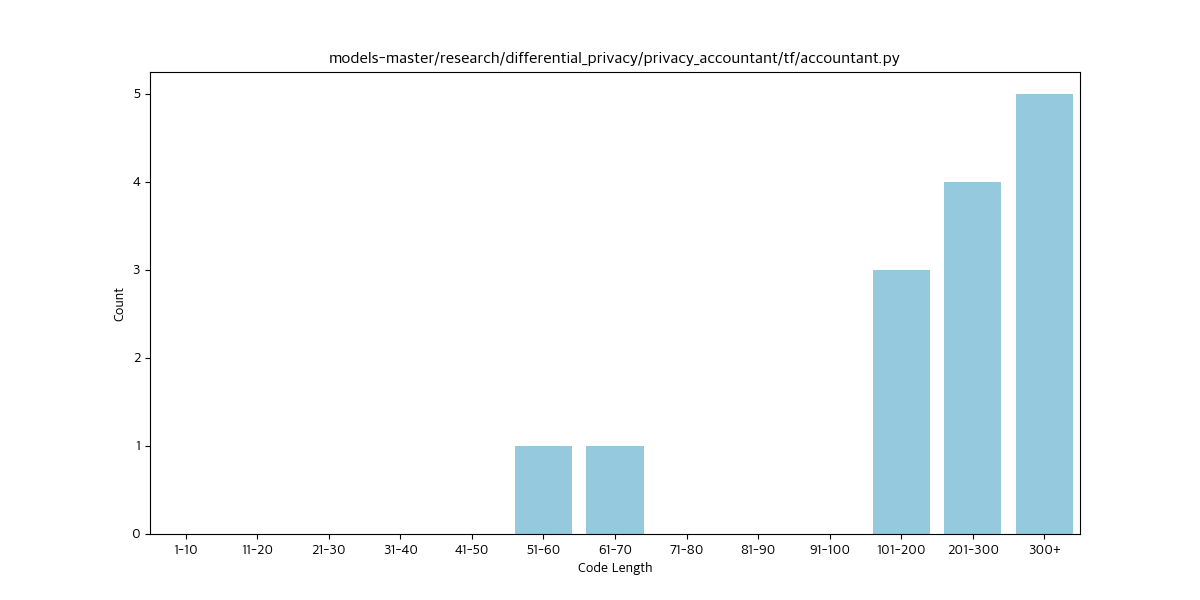 models-master/research/differential_privacy/privacy_accountant/tf/accountant.py
5
4
3
2
1
0
Count
1-10 11-20 21-30 31-40 41-50 51-60 61-70 71-80 81-90 91-100 101-200 201-300 300+
Code Length